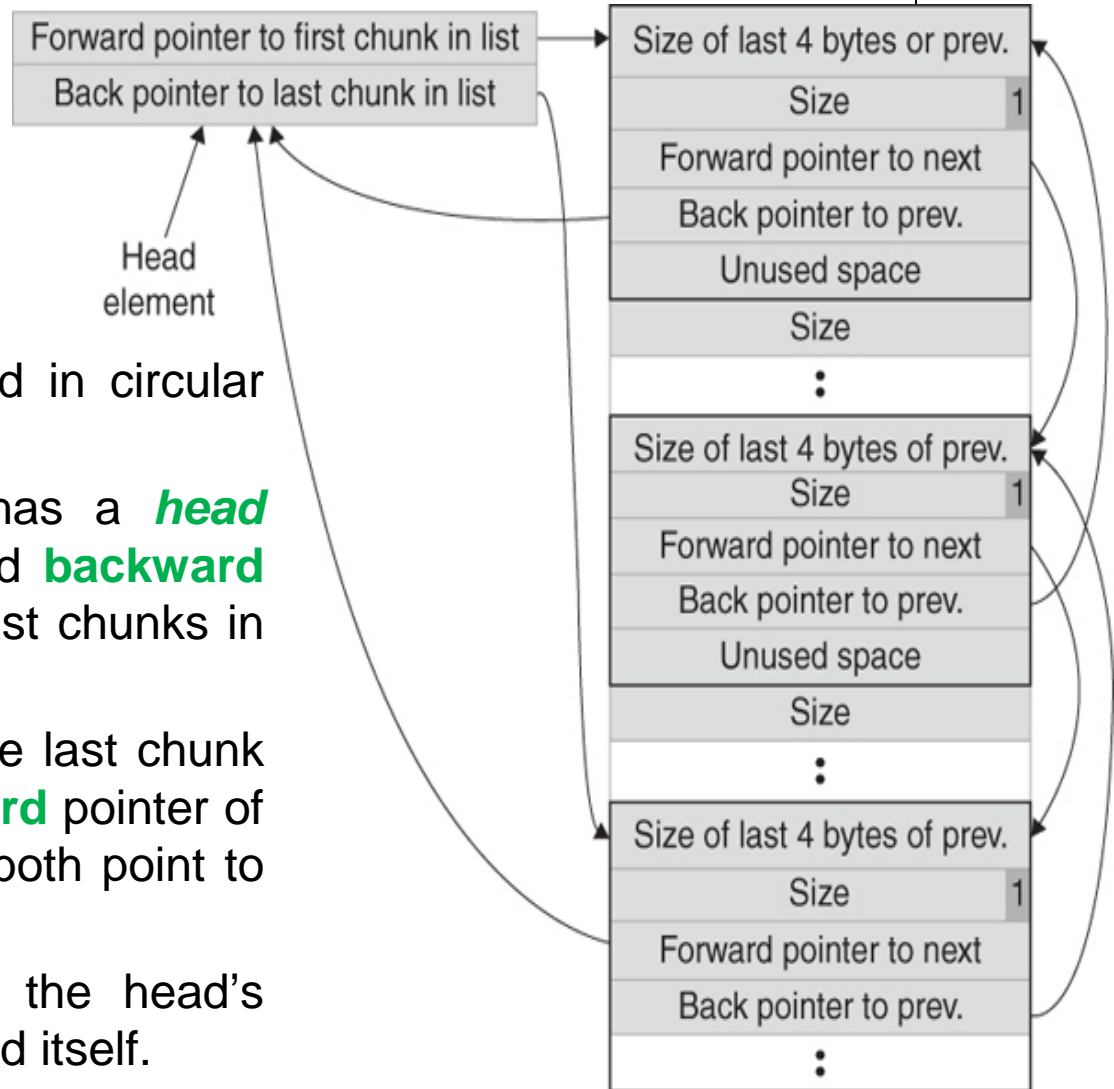 Forward pointer to first chunk in list
Back pointer to last chunk in list
Head
element
d in circular
has a head
d backward
st chunks in
e last chunk
rd pointer of
both point to
the head's
d itself.
Size of last 4 bytes or prev.
Size 1
Forward pointer to next
Back pointer to prev.
Unused space
Size
:
Size of last 4 bytes of prev.
Size 1
Forward pointer to next
Back pointer to prev.
Unused space
Size
:
Size of last 4 bytes of prev.
Size 1
Forward pointer to next
Back pointer to prev.
: